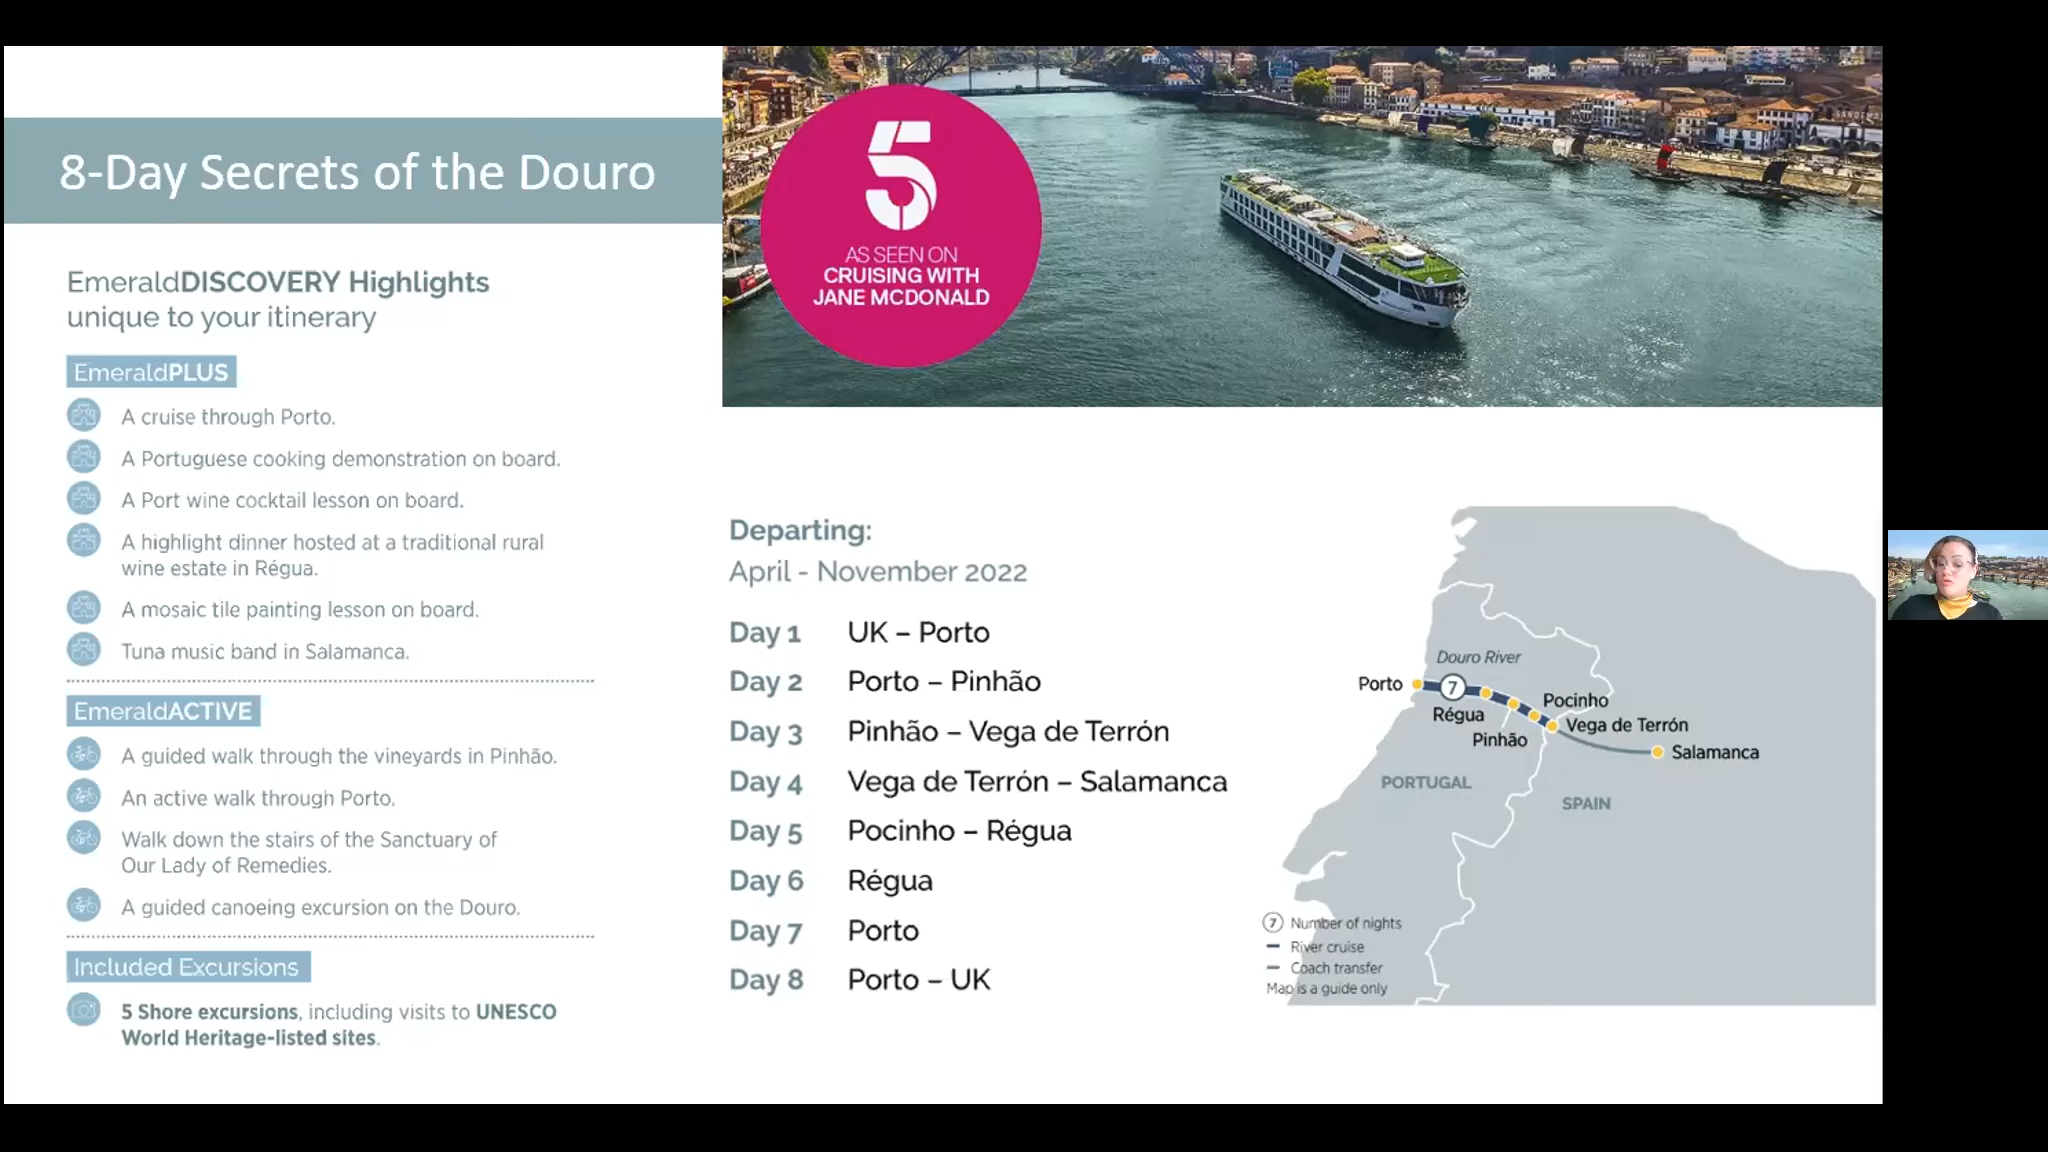 8-Day Secrets of the Douro
EmeraldDISCOVERY Highlights
unique to your itinerary
EmeraldPLUS
A cruise through Porto.
A Portuguese cooking demonstration on board.
A Port wine cocktail lesson on board.
A highlight dinner hosted at a traditional rural
wine estate in Régua.
A mosaic tile painting lesson on board.
Tuna music band in Salamanca.
EmeraldACTIVE
A guided walk through the vineyards in Pinhão.
An active walk through Porto.
Walk down the stairs of the Sanctuary of
Our Lady of Remedies.
A guided canoeing excursion on the Douro.
Included Excursions
5 Shore excursions, including visits to UNESCO
World Heritage-listed sites.
5
AS SEEN ON
CRUISING WITH
JANE MCDONALD
SANDEMAN
Departing:
April - November 2022
Day 1 UK – Porto
Day 2 Porto – Pinhão
Day 3 Pinhão – Vega de Terrón
Day 4 Vega de Terrón – Salamanca
Day 5 Pocinho – Régua
Day 6 Régua
Day 7 Porto
Day 8 Porto – UK
Douro River
Porto
7
Régua
Pinhão
Pocinho
Vega de Terrón
Salamanca
PORTUGAL
SPAIN
7 Number of nights
River cruise
Coach transfer
Map is a guide only